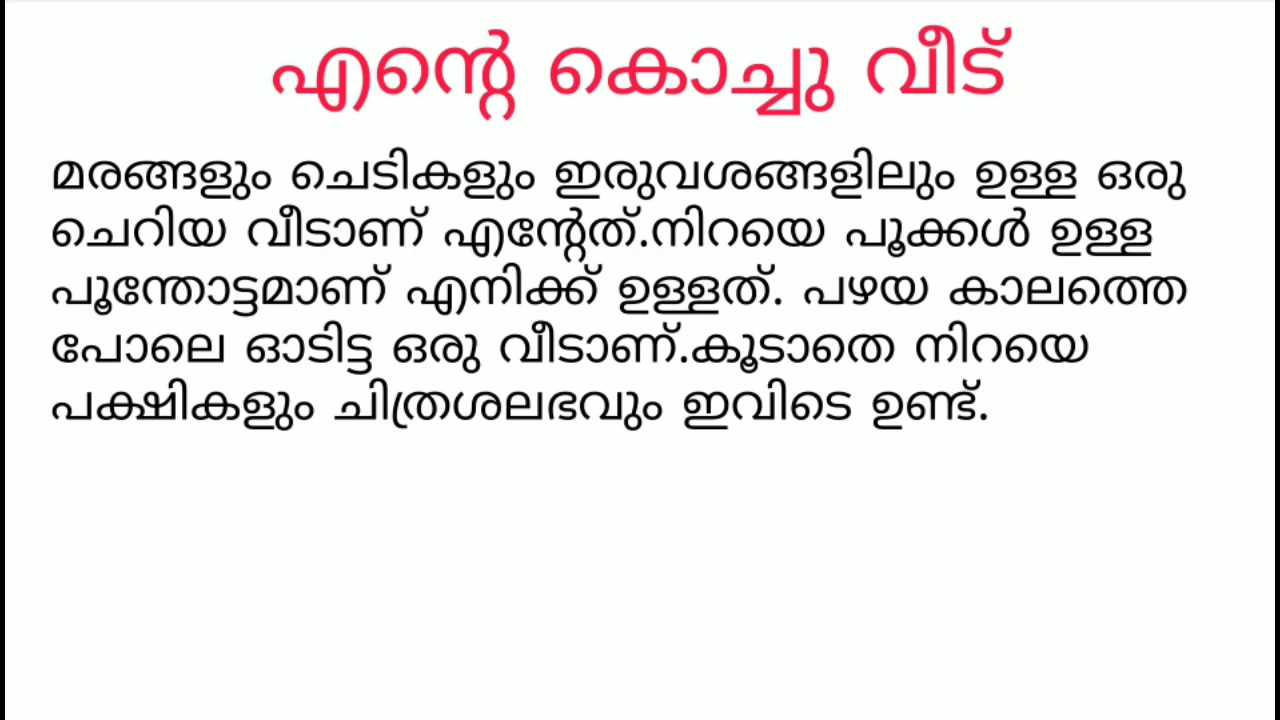 എന്റെ കൊച്ചു വീട്
മരങ്ങളും ചെടികളും ഇരുവശങ്ങളിലും ഉള്ള ഒരു
ചെറിയ വീടാണ് എന്റേത്.നിറയെ പൂക്കൾ ഉള്ള
പൂന്തോട്ടമാണ് എനിക്ക് ഉള്ളത്. പഴയ കാലത്തെ
പോലെ ഓടിട്ട ഒരു വീടാണ്.കൂടാതെ നിറയെ
പക്ഷികളും ചിത്രശലഭവും ഇവിടെ ഉണ്ട്.